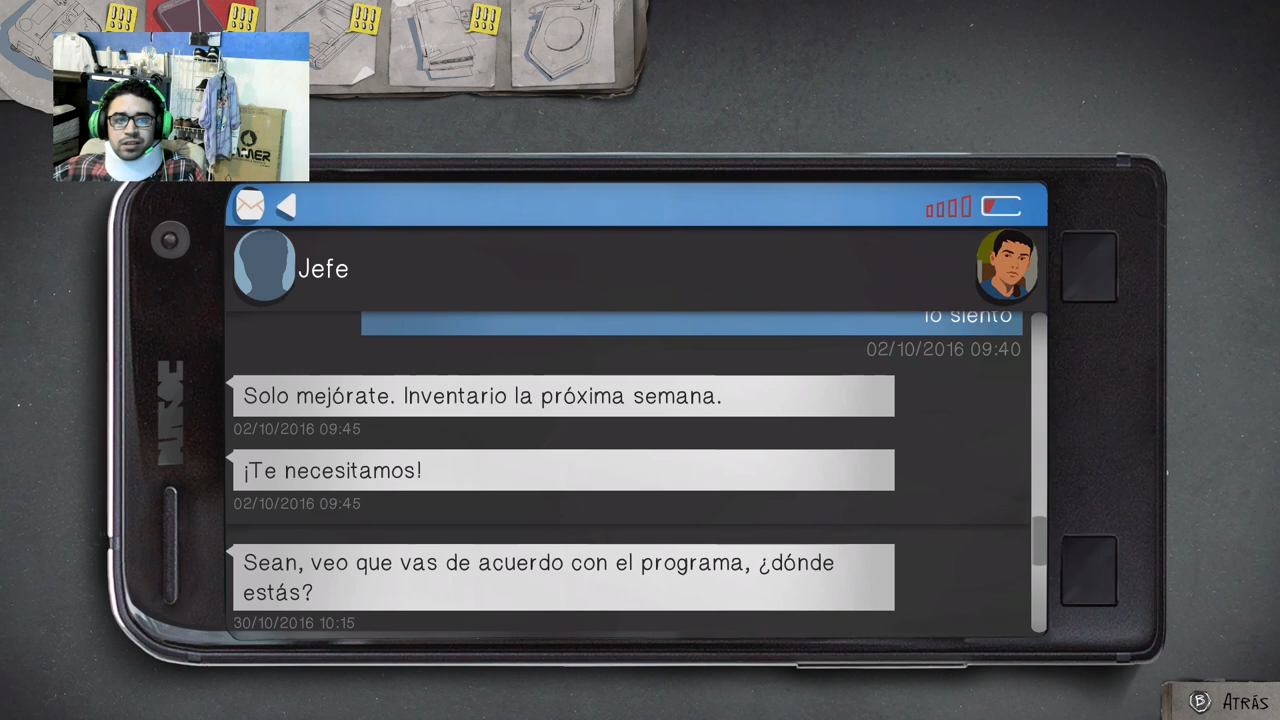 Jefe
lo siento
02/10/2016 09:40
Solo mejórate. Inventario la próxima semana.
02/10/2016 09:45
¡Te necesitamos!
02/10/2016 09:45
Sean, veo que vas de acuerdo con el programa, ¿dónde
estás?
30/10/2016 10:15
B ATRÁS